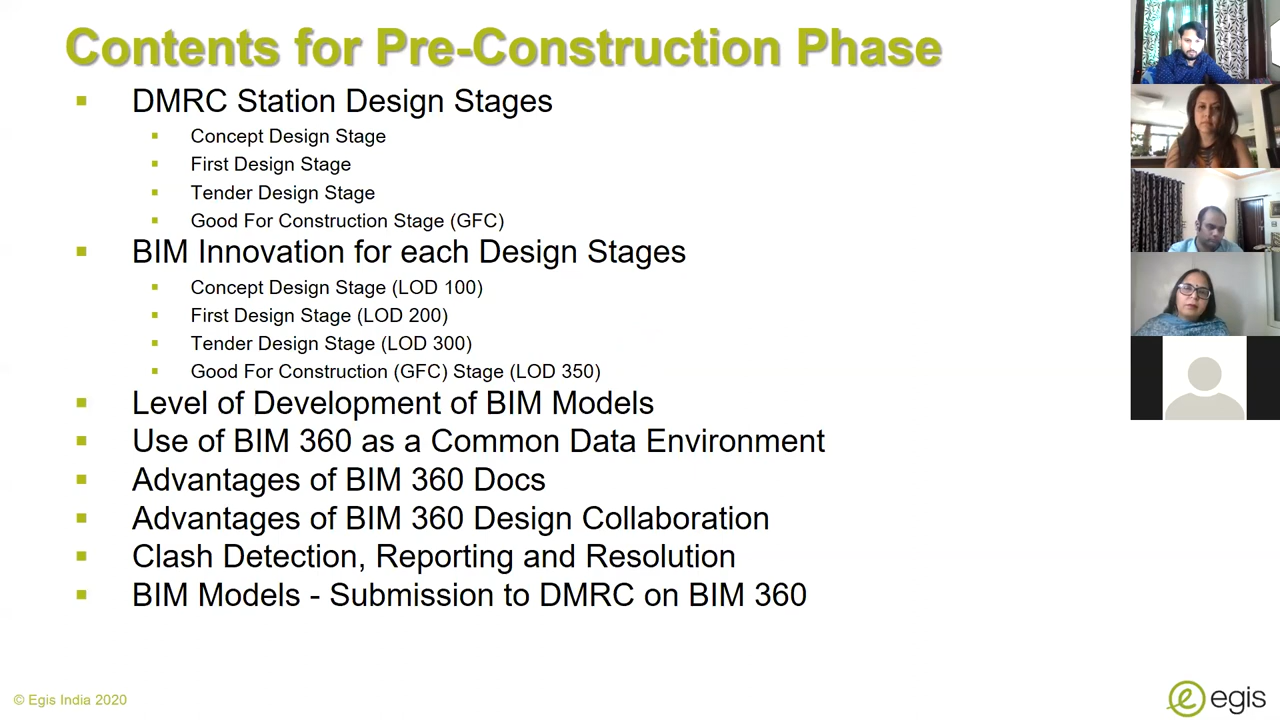 Contents for Pre-Construction Phase
DMRC Station Design Stages
Concept Design Stage
First Design Stage
Tender Design Stage
Good For Construction Stage (GFC)
BIM Innovation for each Design Stages
Concept Design Stage (LOD 100)
First Design Stage (LOD 200)
Tender Design Stage (LOD 300)
Good For Construction (GFC) Stage (LOD 350)
Level of Development of BIM Models
Use of BIM 360 as a Common Data Environment
Advantages of BIM 360 Docs
Advantages of BIM 360 Design Collaboration
Clash Detection, Reporting and Resolution
BIM Models - Submission to DMRC on BIM 360
© Egis India 2020
egis